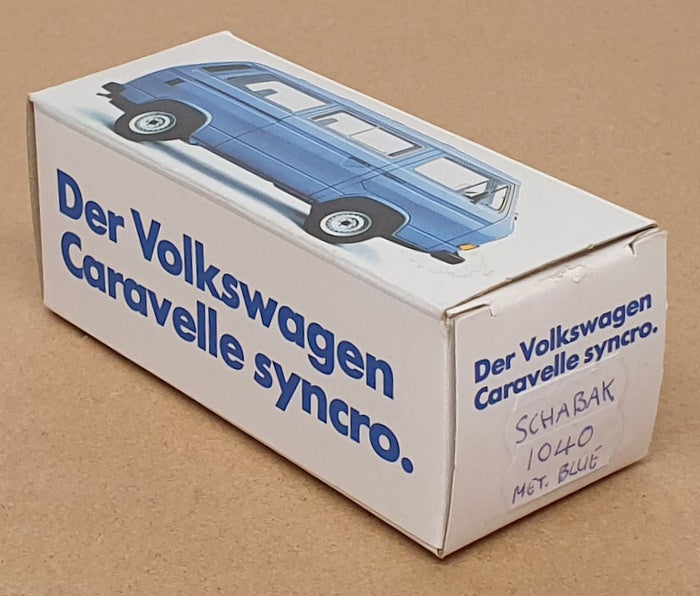 Der Volkswagen
Caravelle syncro.
Der Volkswagen
Caravelle syncro.
SCHABAK
1040
MET. BLUE